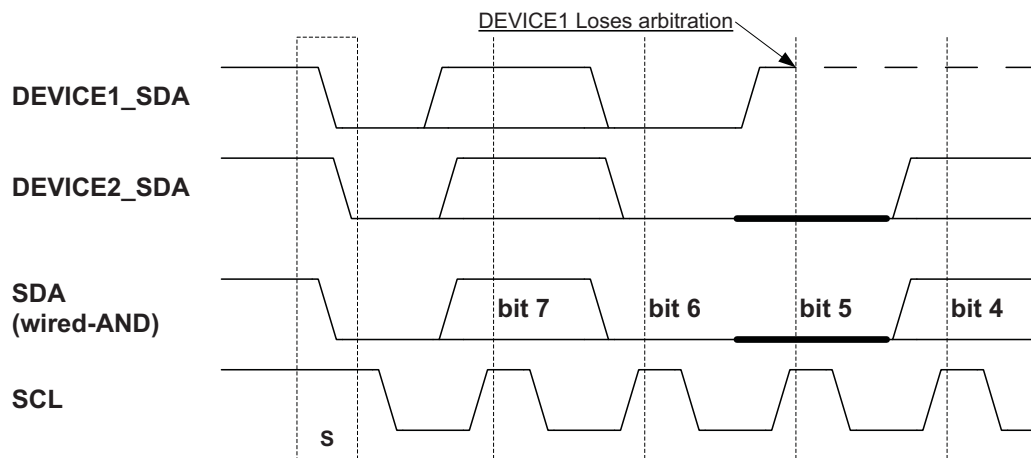 DEVICE1 Loses arbitration
DEVICE1_SDA
DEVICE2_SDA
SDA
(wired-AND)
bit 7 bit 6 bit 5 bit 4
SCL
S